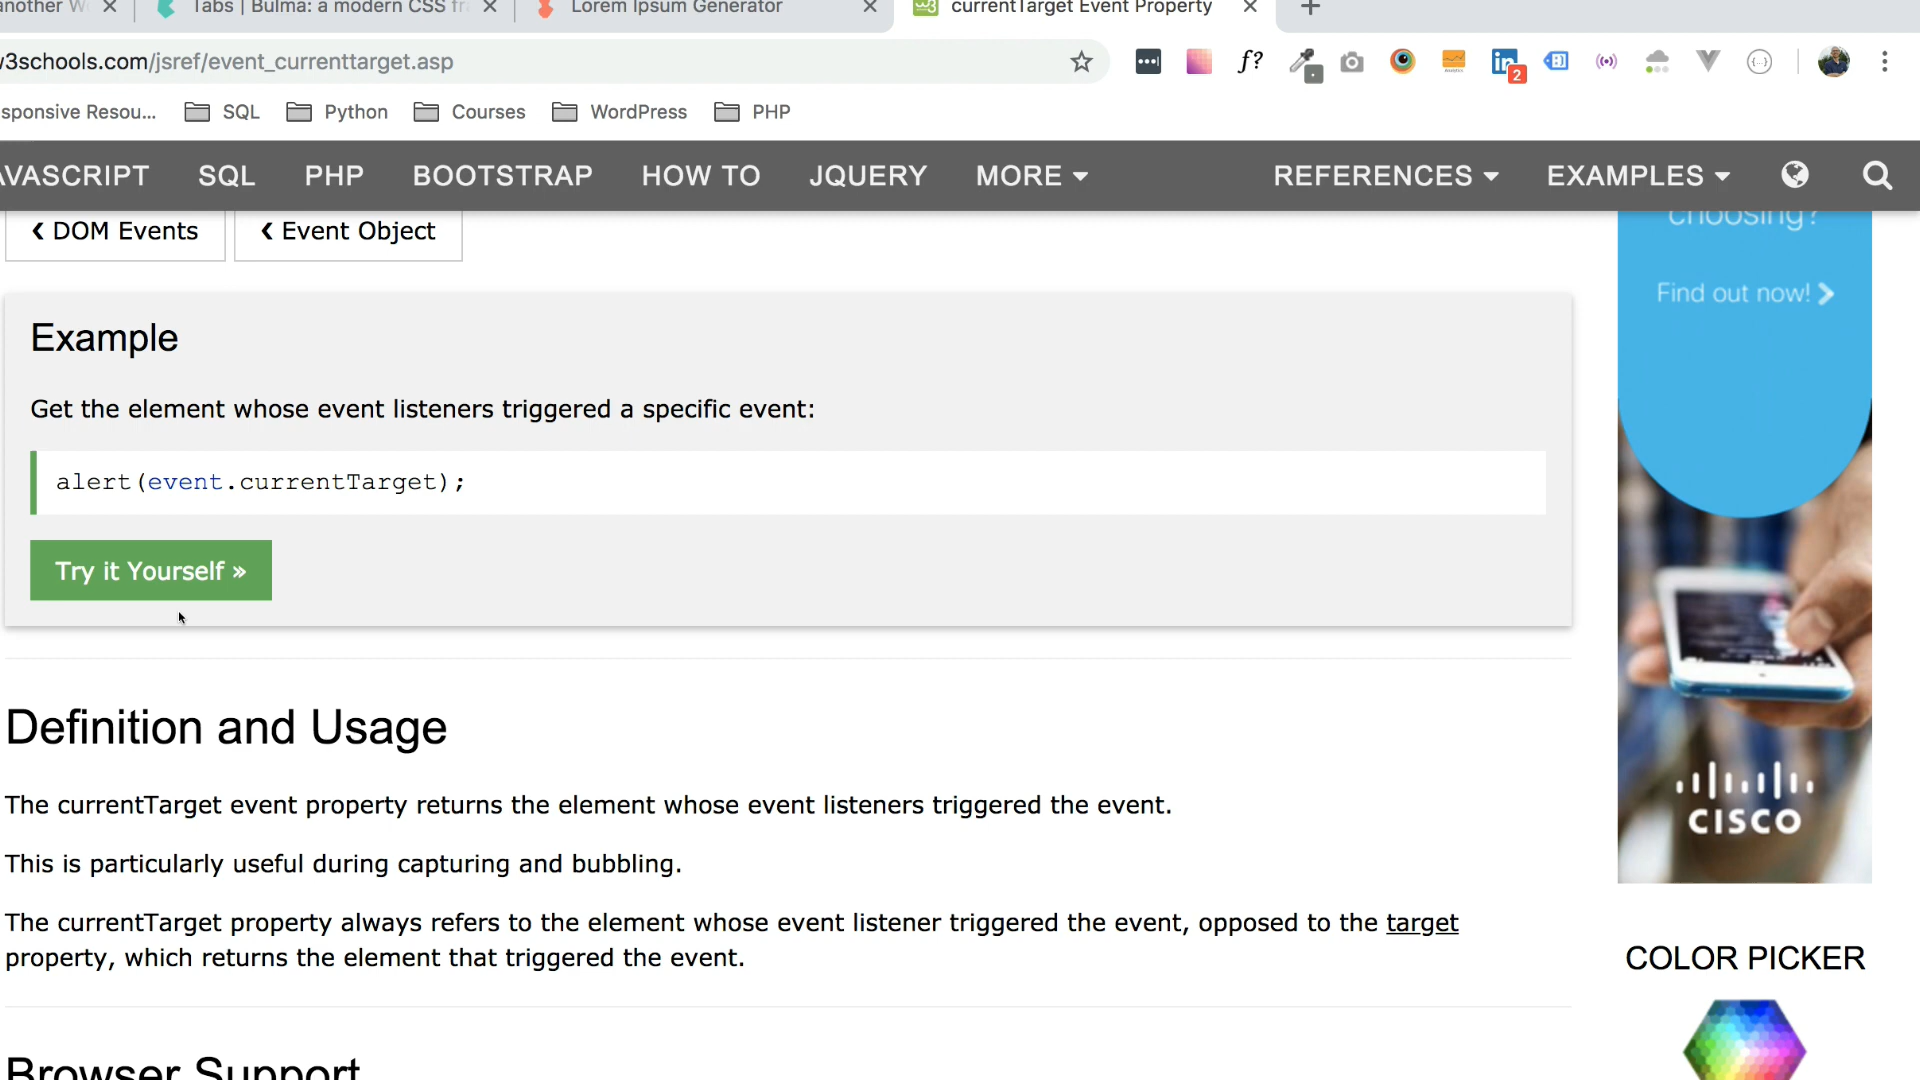 another W
Tabs | Bulma: a modern CSS fr
Lorem Ipsum Generator
currentTarget Event Property
3schools.com/jsref/event_currenttarget.asp
f?
2
sponsive Resou...
SQL
Python
Courses
WordPress
PHP
AVASCRIPT
SQL
PHP
BOOTSTRAP
HOW TO
JQUERY
MORE
REFERENCES
EXAMPLES
❮ DOM Events
❮ Event Object
choosing?
Find out now!
Example
Get the element whose event listeners triggered a specific event:
alert(event.currentTarget);
Try it Yourself »
Definition and Usage
The currentTarget event property returns the element whose event listeners triggered the event.
This is particularly useful during capturing and bubbling.
The currentTarget property always refers to the element whose event listener triggered the event, opposed to the target
property, which returns the element that triggered the event.
CISCO
COLOR PICKER
Browser Support